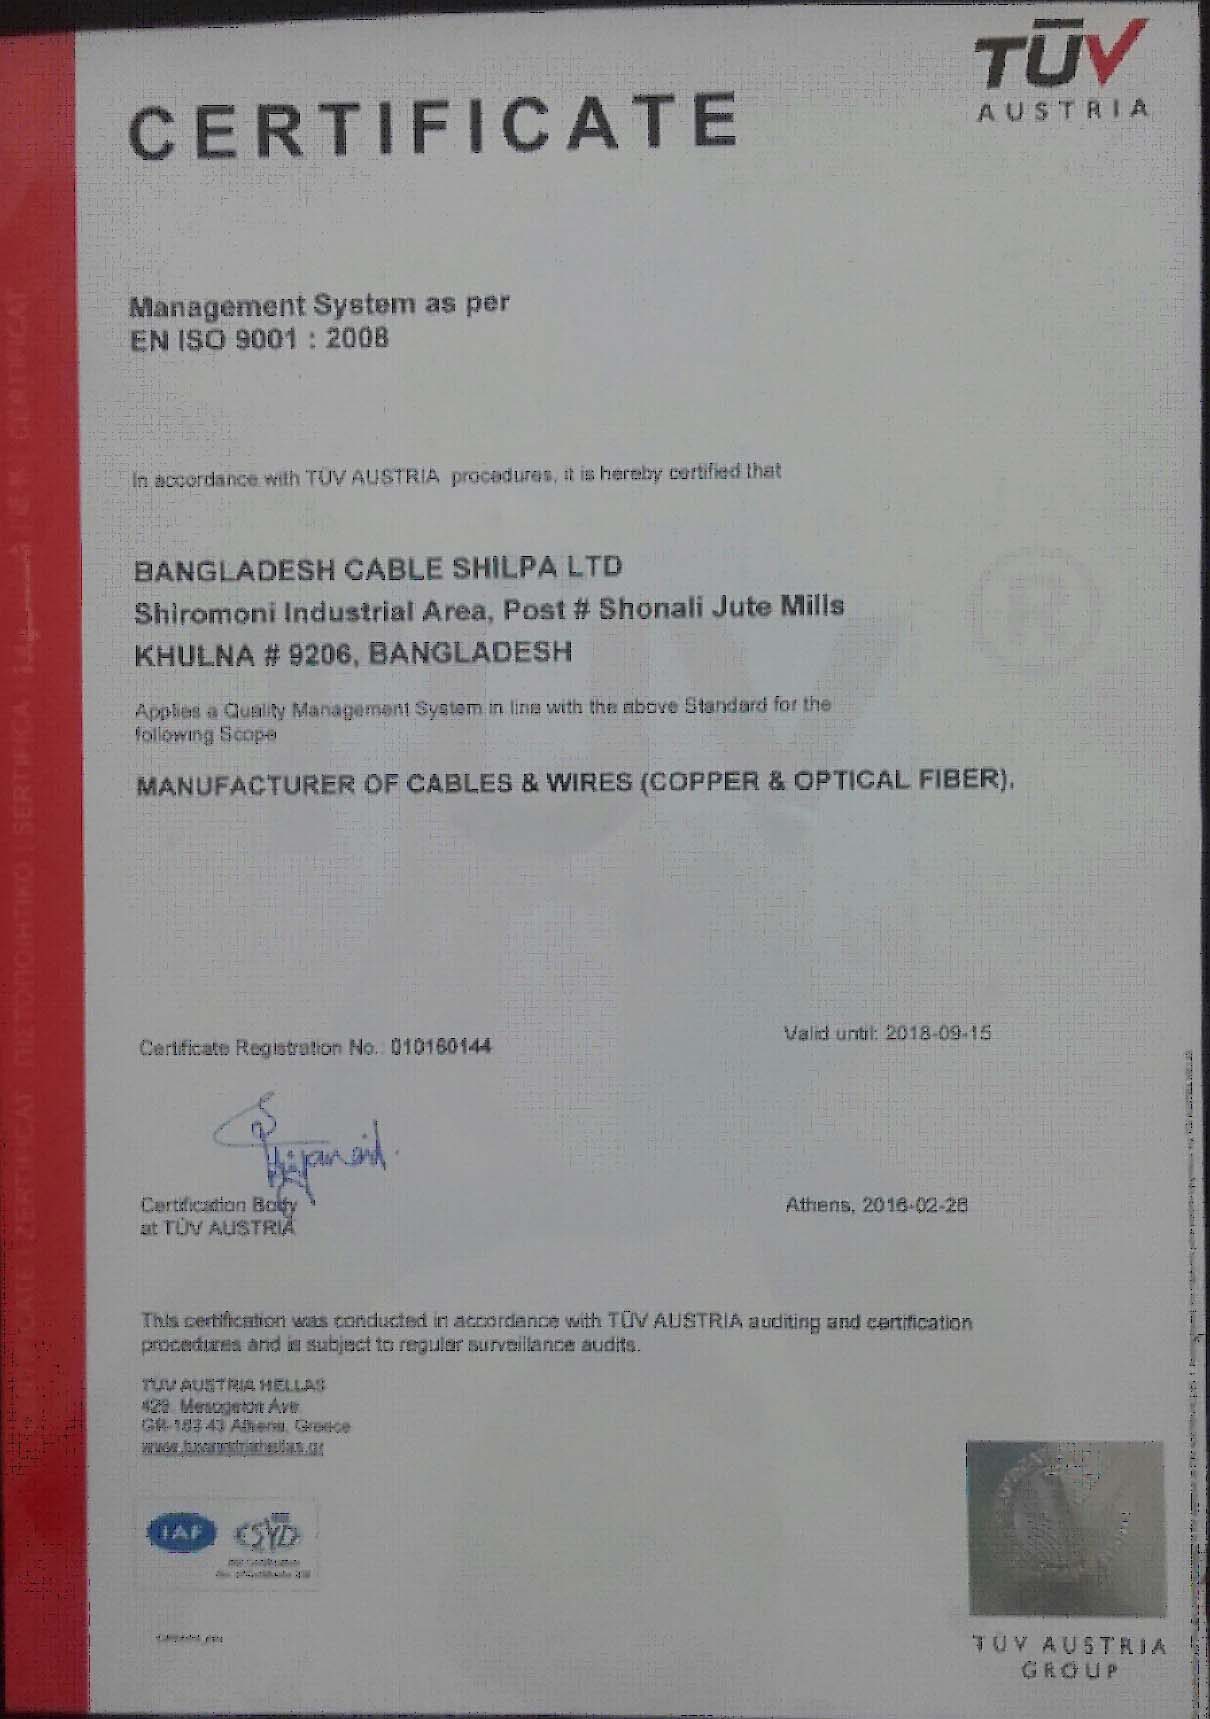 TÜV
AUSTRIA
CERTIFICATE
Management System as per
EN ISO 9001 : 2008
In accordance with TÜV AUSTRIA procedures, it is hereby certified that
BANGLADESH CABLE SHILPA LTD
Shiromoni Industrial Area, Post # Shonali Jute Mills
KHULNA # 9206, BANGLADESH
Applies a Quality Management System in line with the above Standard for the
following Scope
MANUFACTURER OF CABLES & WIRES (COPPER & OPTICAL FIBER).
Certificate Registration No.: 010160144
Valid until: 2018-09-15
Certification Body
at TÜV AUSTRIA
Athens, 2016-02-26
This certification was conducted in accordance with TÜV AUSTRIA auditing and certification
procedures and is subject to regular surveillance audits.
TÜV AUSTRIA HELLAS
429, Mesogeion Ave
GR-153 43 Athens, Greece
www.tuvaustriahellas.gr
IAF
ESYD
TÜV AUSTRIA
GROUP